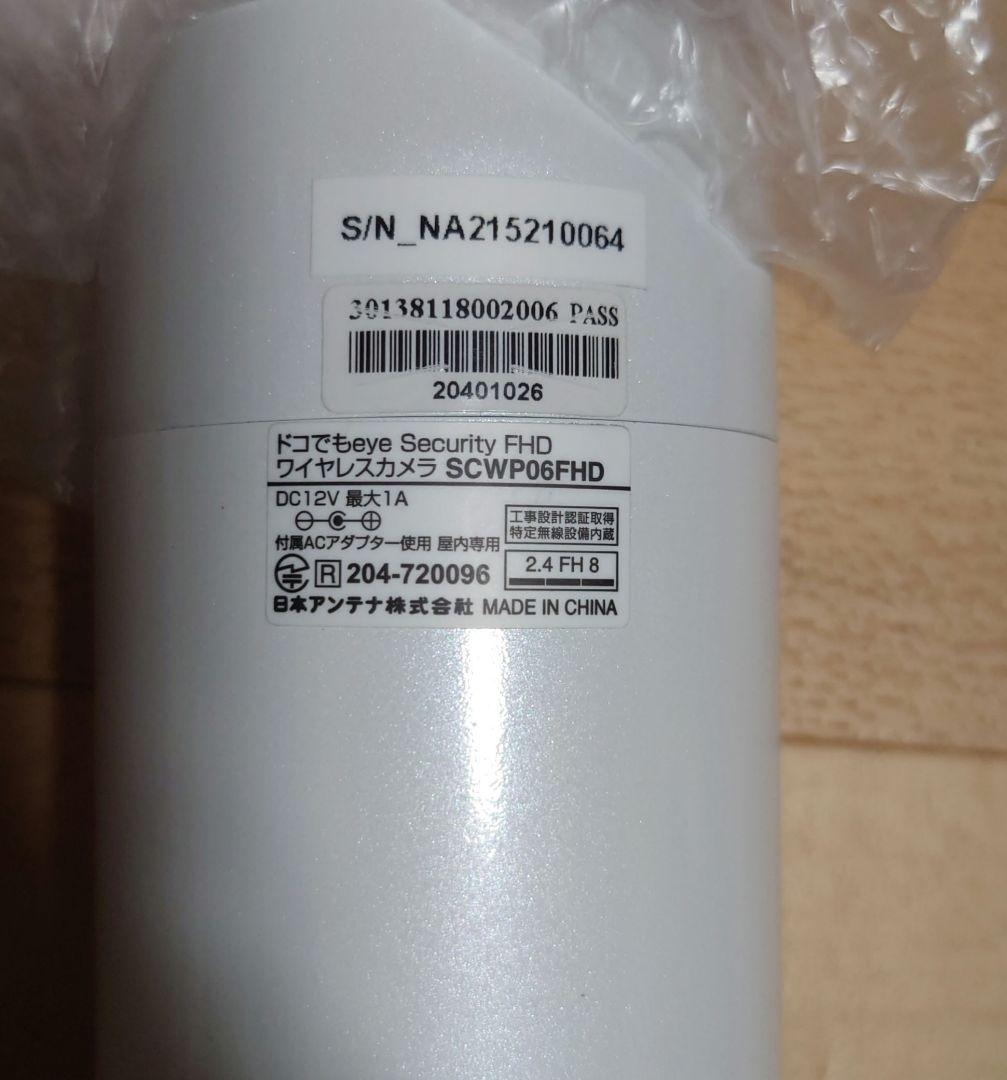 S/N_NA215210064
30138118002006 PASS
20401026
ドコでもeye Security FHD
ワイヤレスカメラ SCWP06FHD
DC12V 最大1A
付属ACアダプター使用 屋内専用
工事設計認証取得
特定無線設備内蔵
R 204-720096
2.4 FH 8
日本アンテナ株式会社 MADE IN CHINA